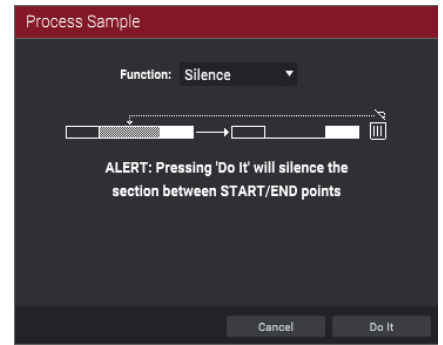 Process Sample
Function: Silence
ALERT: Pressing 'Do It' will silence the
section between START/END points
Cancel Do It